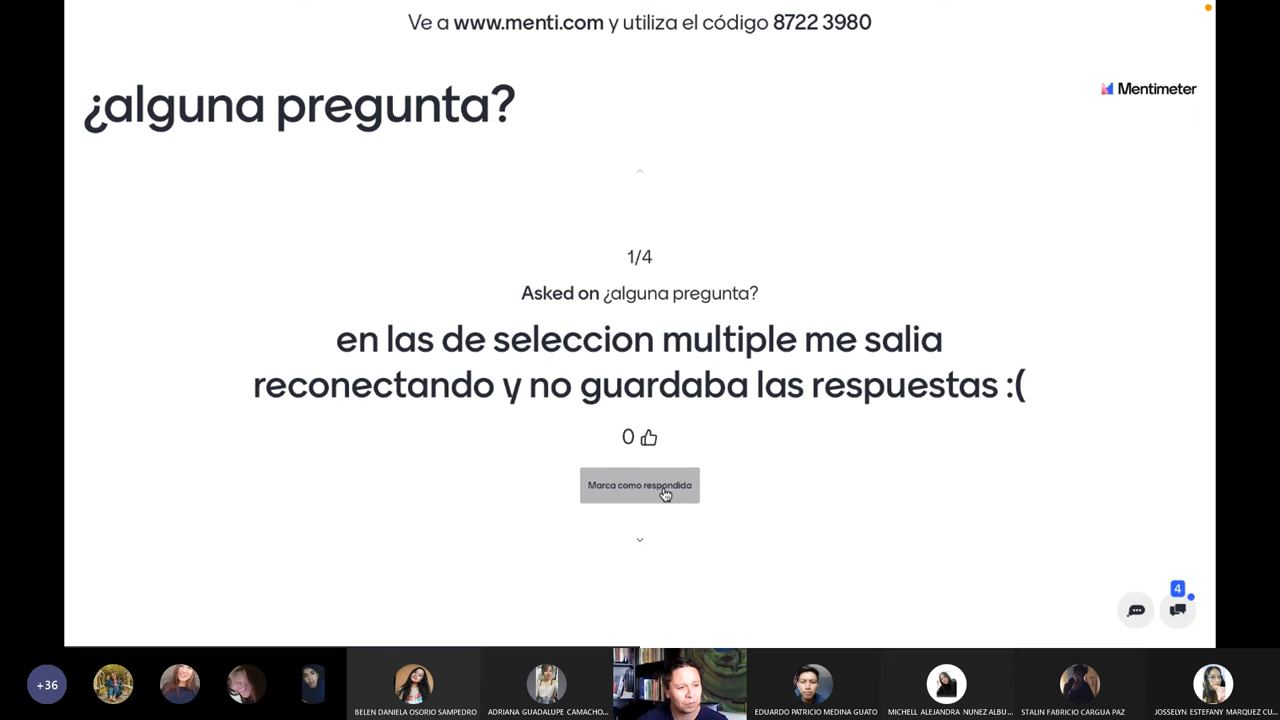 Ve a www.menti.com y utiliza el código 8722 3980
¿alguna pregunta?
Mentimeter
1/4
Asked on ¿alguna pregunta?
en las de seleccion multiple me salia
reconectando y no guardaba las respuestas :(
0
Marca como respondida
4
+36
BELEN DANIELA OSORIO SAMPEDRO
ADRIANA GUADALUPE CAMACHO...
EDUARDO PATRICIO MEDINA GUATO
MICHELL ALEJANDRA NUNEZ ALBU...
STALIN FABRICIO CARGUA PAZ
JOSSELYN ESTEFANY MARQUEZ CU...